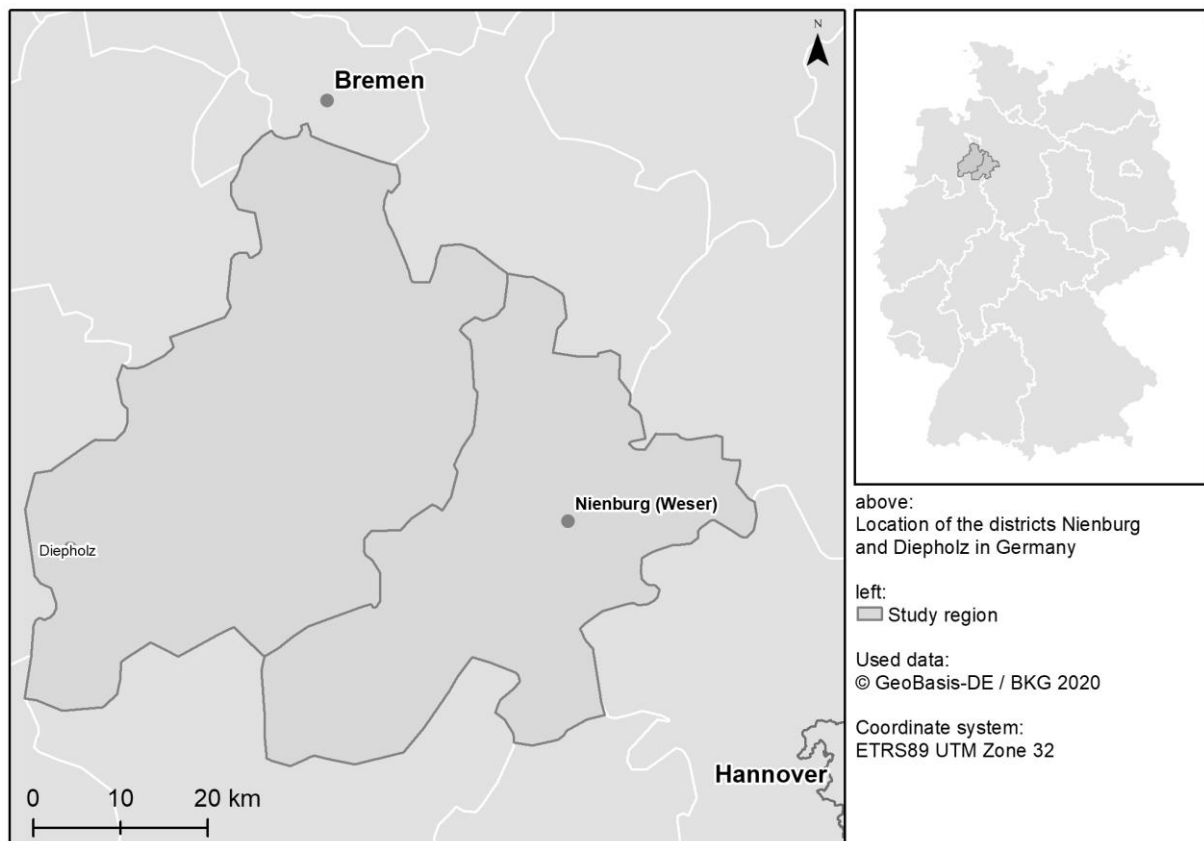 N
Bremen
Nienburg (Weser)
Diepholz
Hannover
0 10 20 km
above:
Location of the districts Nienburg
and Diepholz in Germany
left:
Study region
Used data:
© GeoBasis-DE / BKG 2020
Coordinate system:
ETRS89 UTM Zone 32